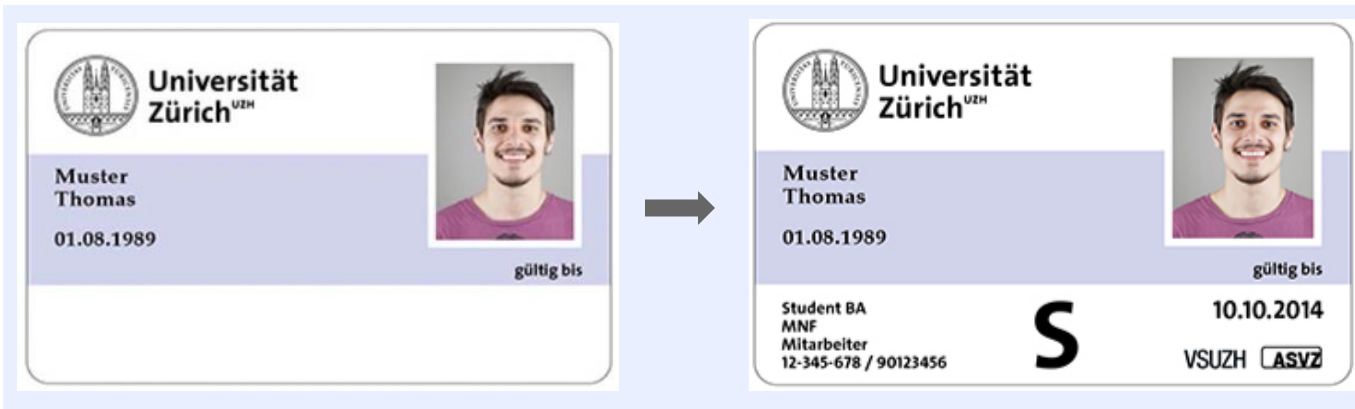 Universität
Zürich UZH
Muster
Thomas
01.08.1989
gültig bis
Universität
Zürich UZH
Muster
Thomas
01.08.1989
gültig bis
Student BA
MNF
Mitarbeiter
12-345-678 / 90123456
S
10.10.2014
VSUZH ASVZ